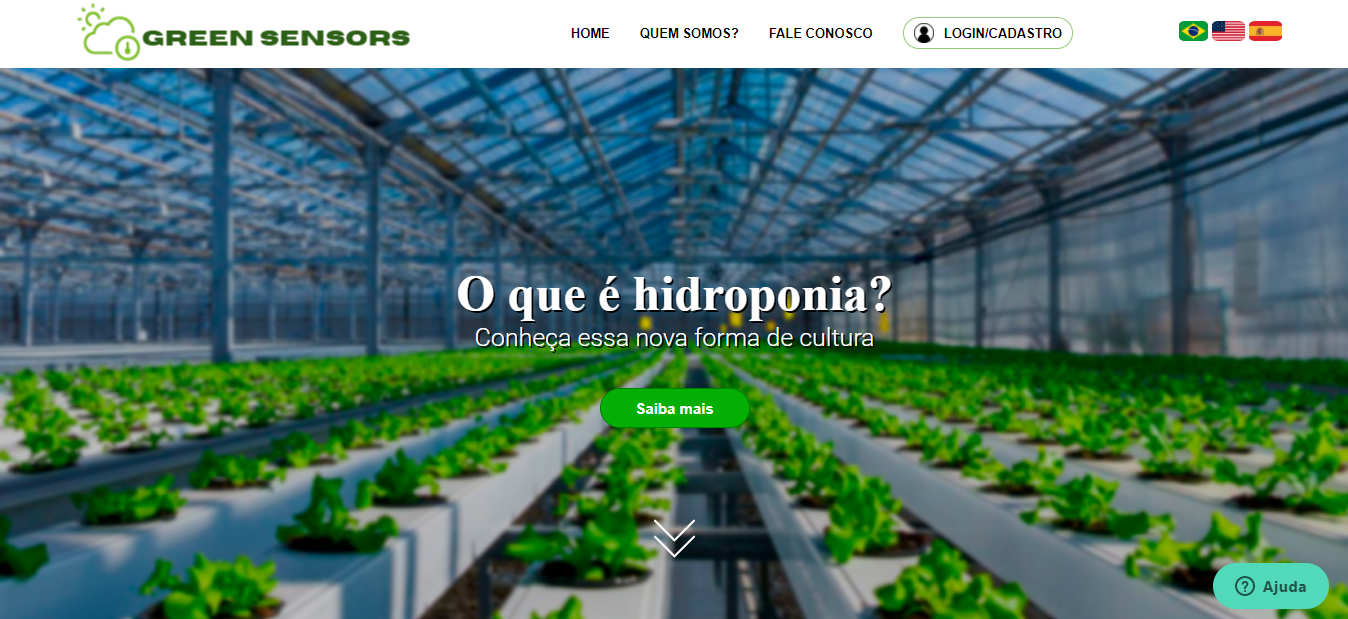 GREEN SENSORS
HOME
QUEM SOMOS?
FALE CONOSCO
LOGIN/CADASTRO
O que é hidroponia?
Conheça essa nova forma de cultura
Saiba mais
Ajuda